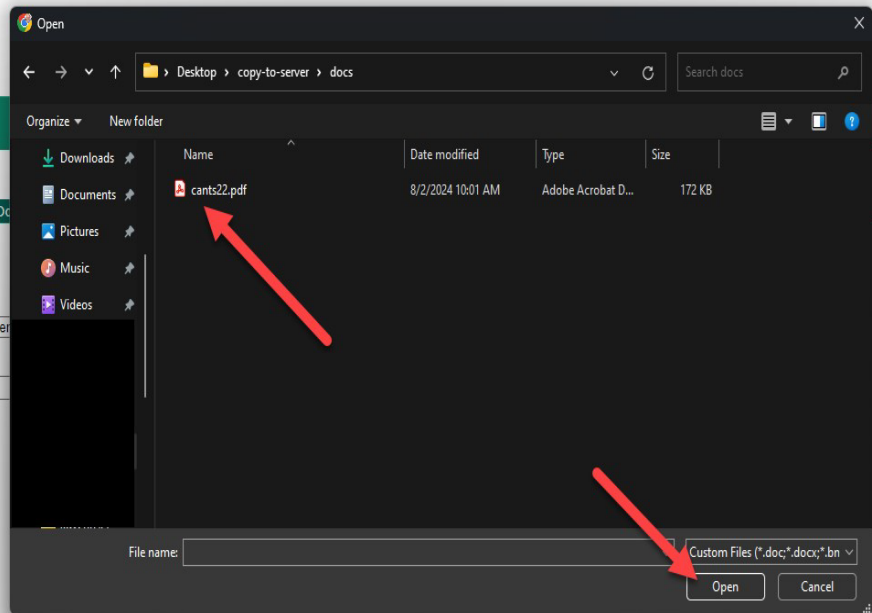 Open
Desktop > copy-to-server > docs
Search docs
Organize
New folder
Name
Date modified
Type
Size
Downloads
cants22.pdf
8/2/2024 10:01 AM
Adobe Acrobat D...
172 KB
Documents
Pictures
Music
Videos
File name:
Custom Files (*.doc;*.docx;*.bn
Open
Cancel